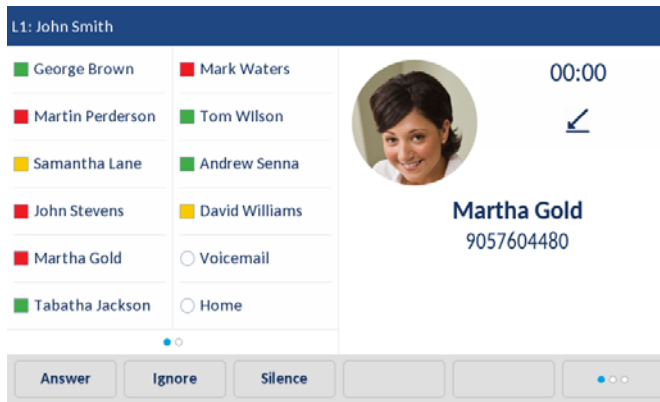 L1: John Smith
George Brown
Mark Waters
Martin Perderson
Tom WIlson
Samantha Lane
Andrew Senna
John Stevens
David Williams
Martha Gold
Voicemail
Tabatha Jackson
Home
00:00
Martha Gold
9057604480
Answer
Ignore
Silence